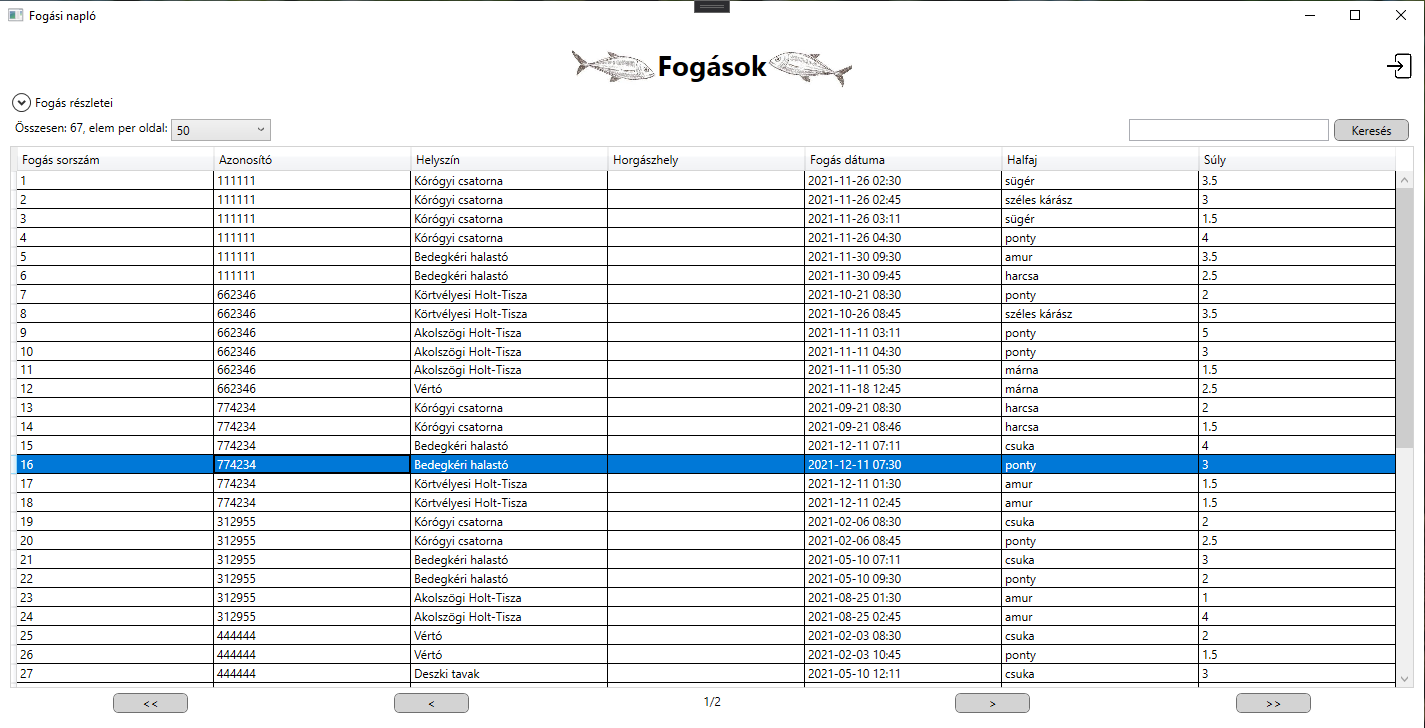 Fogási napló
Fogások
Fogás részletei
Összesen: 67, elem per oldal: 50 Keresés
Fogás sorszám Azonosító Helyszín Horgászhely Fogás dátuma Halfaj Súly
1 111111 Kórógyi csatorna 2021-11-26 02:30 sügér 3.5
2 111111 Kórógyi csatorna 2021-11-26 02:45 széles kárász 3
3 111111 Kórógyi csatorna 2021-11-26 03:11 sügér 1.5
4 111111 Kórógyi csatorna 2021-11-26 04:30 ponty 4
5 111111 Bedegkéri halastó 2021-11-30 09:30 amur 3.5
6 111111 Bedegkéri halastó 2021-11-30 09:45 harcsa 2.5
7 662346 Körtvélyesi Holt-Tisza 2021-10-21 08:30 ponty 2
8 662346 Körtvélyesi Holt-Tisza 2021-10-26 08:45 széles kárász 3.5
9 662346 Akolszögi Holt-Tisza 2021-11-11 03:11 ponty 5
10 662346 Akolszögi Holt-Tisza 2021-11-11 04:30 ponty 3
11 662346 Akolszögi Holt-Tisza 2021-11-11 05:30 márna 1.5
12 662346 Vértó 2021-11-18 12:45 márna 2.5
13 774234 Kórógyi csatorna 2021-09-21 08:30 harcsa 2
14 774234 Kórógyi csatorna 2021-09-21 08:46 harcsa 1.5
15 774234 Bedegkéri halastó 2021-12-11 07:11 csuka 4
16 774234 Bedegkéri halastó 2021-12-11 07:30 ponty 3
17 774234 Körtvélyesi Holt-Tisza 2021-12-11 01:30 amur 1.5
18 774234 Körtvélyesi Holt-Tisza 2021-12-11 02:45 amur 1.5
19 312955 Kórógyi csatorna 2021-02-06 08:30 csuka 2
20 312955 Kórógyi csatorna 2021-02-06 08:45 ponty 2.5
21 312955 Bedegkéri halastó 2021-05-10 07:11 csuka 3
22 312955 Bedegkéri halastó 2021-05-10 09:30 ponty 2
23 312955 Akolszögi Holt-Tisza 2021-08-25 01:30 amur 1
24 312955 Akolszögi Holt-Tisza 2021-08-25 02:45 amur 4
25 444444 Vértó 2021-02-03 08:30 csuka 2
26 444444 Vértó 2021-02-03 10:45 ponty 1.5
27 444444 Deszki tavak 2021-05-10 12:11 csuka 3
<< < 1/2 > >>